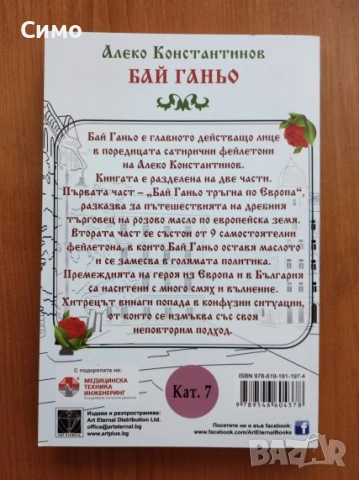 Симо
Алеко Константинов
БАЙ ГАНЬО
Бай Ганьо е главното действащо лице
в поредицата сатирични фейлетони
на Алеко Константинов.
Книгата е разделена на две части.
Първата част – „Бай Ганьо тръгна по Европа“,
разказва за пътешествията на дребния
търговец на розово масло по европейска земя.
Втората част се състои от 9 самостоятелни
фейлетона, в които Бай Ганьо оставя маслото
и се замесва в голямата политика.
Премеждията на героя из Европа и в България
са наситени с много смях и вълнение.
Хитрецът винаги попада в конфузни ситуации,
от които се измъква със своя
неповторим подход.
С подкрепата на:
МЕДИЦИНСКА
ТЕХНИКА
ИНЖЕНЕРИНГ
Кат. 7
ISBN 978-619-191-197-4
9789546604378
Издава и разпространява:
Art Eternal Distribution Ltd.
office@arteternal.bg
www.artplus.bg
Посетете ни и във facebook:
www.facebook.com/ArtEternalBooks
bazar.bg